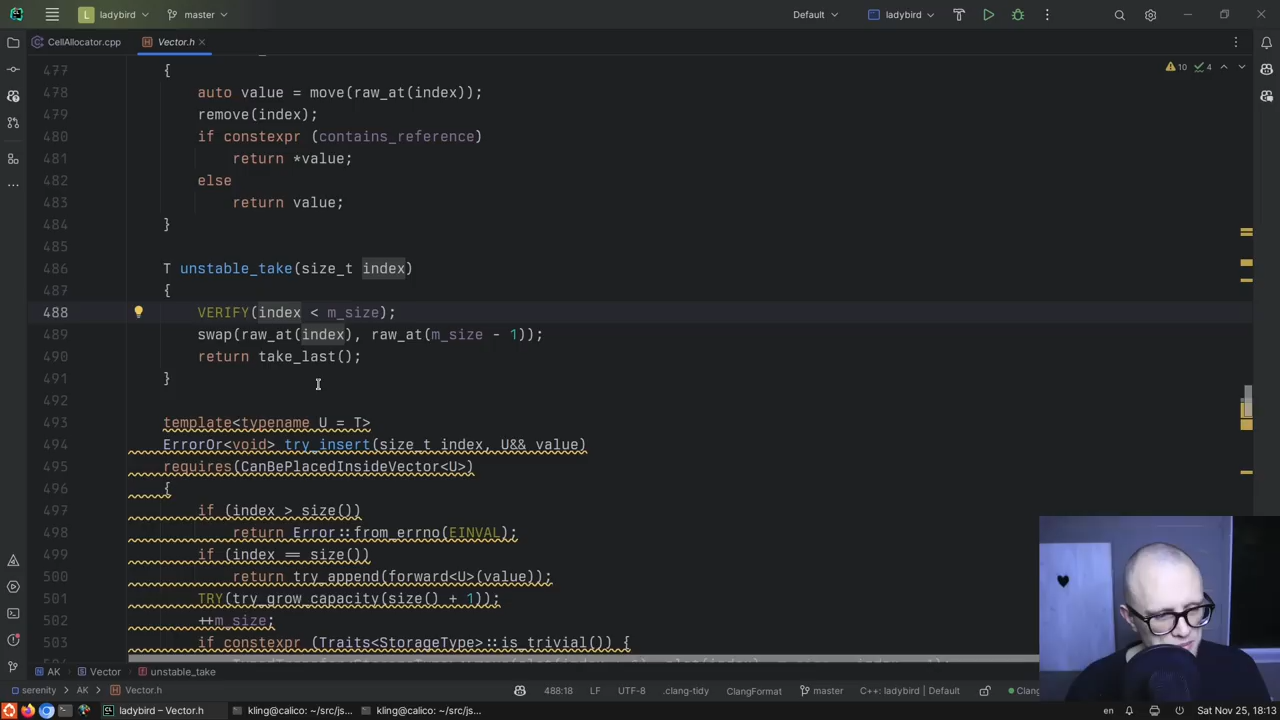 L ladybird master Default ladybird
CellAllocator.cpp Vector.h
10 4
477 {
478 auto value = move(raw_at(index));
479 remove(index);
480 if constexpr (contains_reference)
481 return *value;
482 else
483 return value;
484 }
485
486 T unstable_take(size_t index)
487 {
488 VERIFY(index < m_size);
489 swap(raw_at(index), raw_at(m_size - 1));
490 return take_last();
491 }
492
493 template<typename U = T>
494 ErrorOr<void> try_insert(size_t index, U&& value)
495 requires(CanBePlacedInsideVector<U>)
496 {
497 if (index > size())
498 return Error::from_errno(EINVAL);
499 if (index == size())
500 return try_append(forward<U>(value));
501 TRY(try_grow_capacity(size() + 1));
502 ++m_size;
503 if constexpr (Traits<StorageType>::is_trivial()) {
AK Vector unstable_take
serenity AK Vector.h 488:18 LF UTF-8 .clang-tidy ClangFormat master C++: ladybird | Default Clang
ladybird – Vector.h kling@calico: ~/src/js... kling@calico: ~/src/js... en Sat Nov 25, 18:13